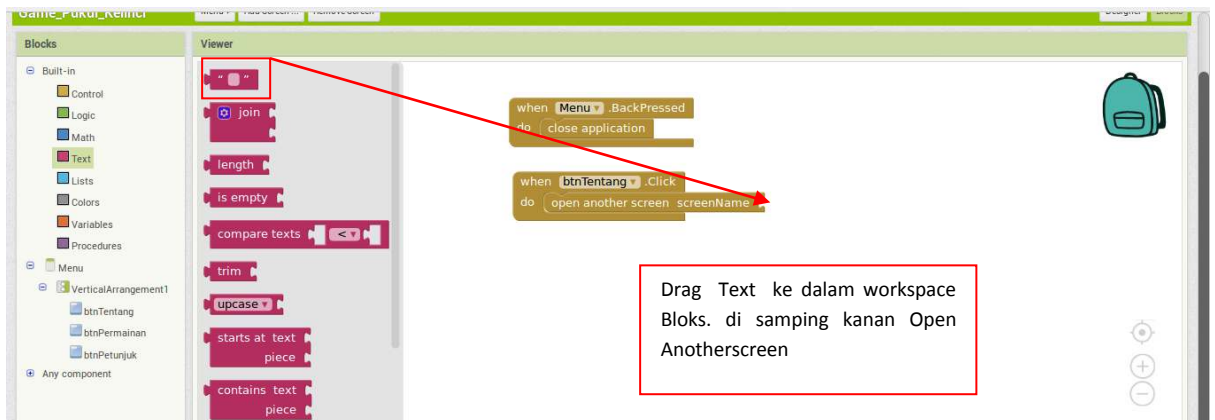 Game_Pukul_Kelinci
Blocks
Viewer
Built-in
Control
Logic
Math
Text
Lists
Colors
Variables
Procedures
Menu
VerticalArrangement1
btnTentang
btnPermainan
btnPetunjuk
Any component
" "
join
length
is empty
compare texts <
trim
upcase
starts at text
piece
contains text
piece
when Menu .BackPressed
do close application
when btnTentang .Click
do open another screen screenName
Drag Text ke dalam workspace
Bloks. di samping kanan Open
Anotherscreen